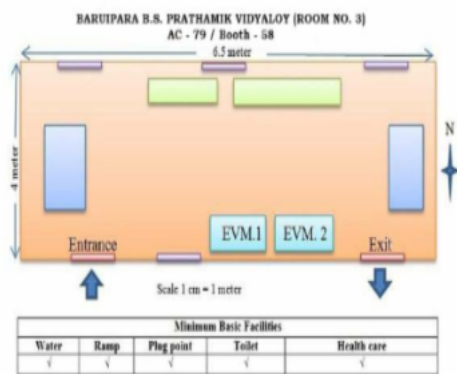 BARUIPARA B.S. PRATHAMIK VIDYALOY (ROOM NO. 3)
AC - 79 / Booth - 58
6.5 meter
4 meter
N
EVM.1 EVM. 2
Entrance Exit
Scale 1 cm = 1 meter
Minimum Basic Facilities
Water Ramp Plug point Toilet Health care
√ √ √ √ √